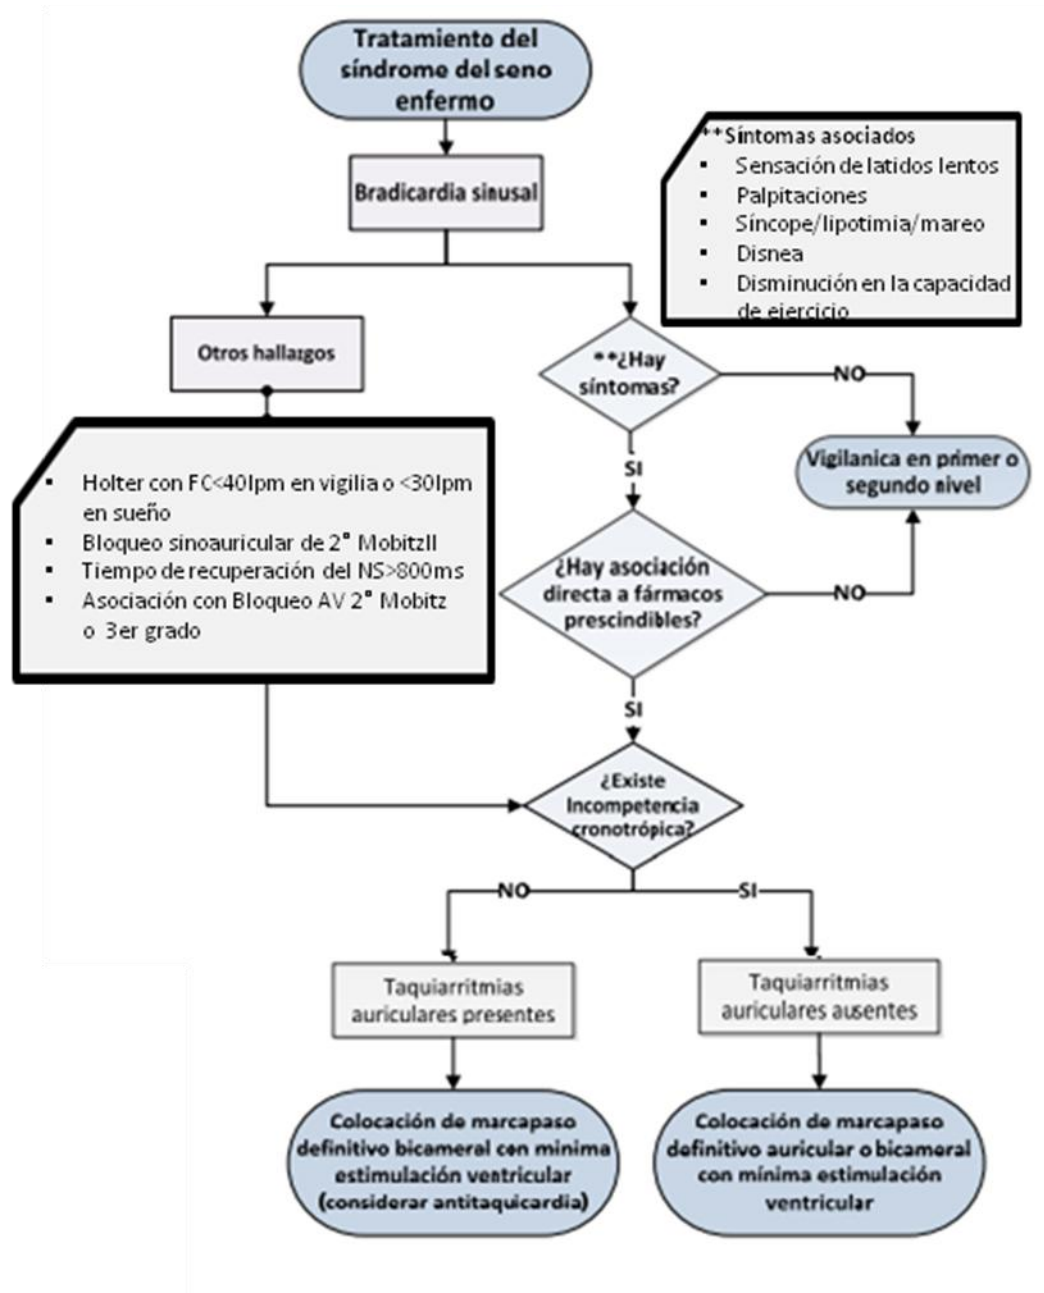 Tratamiento del
síndrome del seno
enfermo
Bradicardia sinusal
**Síntomas asociados
▪ Sensación de latidos lentos
▪ Palpitaciones
▪ Síncope/lipotimia/mareo
▪ Disnea
▪ Disminución en la capacidad
de ejercicio
Otros hallazgos
**¿Hay
síntomas?
NO
Vigilanica en primer o
segundo nivel
SI
▪ Holter con FC<40lpm en vigilia o <30lpm
en sueño
▪ Bloqueo sinoauricular de 2° MobitzII
▪ Tiempo de recuperación del NS>800ms
▪ Asociación con Bloqueo AV 2° Mobitz
o 3er grado
¿Hay asociación
directa a fármacos
prescindibles?
NO
SI
¿Existe
Incompetencia
cronotrópica?
NO
SI
Taquiarritmias
auriculares presentes
Taquiarritmias
auriculares ausentes
Colocación de marcapaso
definitivo bicameral con mínima
estimulación ventricular
(considerar antitaquicardia)
Colocación de marcapaso
definitivo auricular o bicameral
con mínima estimulación
ventricular